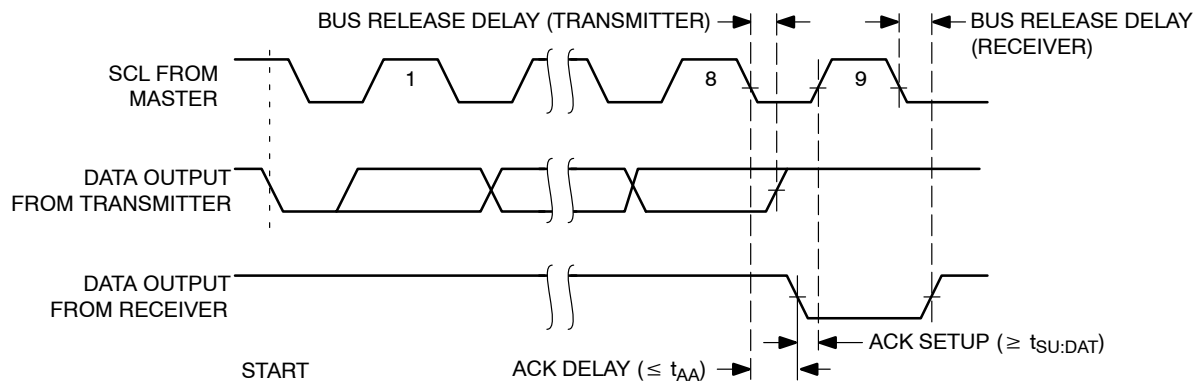 BUS RELEASE DELAY (TRANSMITTER)
BUS RELEASE DELAY
(RECEIVER)
SCL FROM
MASTER
1
8
9
DATA OUTPUT
FROM TRANSMITTER
DATA OUTPUT
FROM RECEIVER
START
ACK DELAY (≤ tAA)
ACK SETUP (≥ tSU:DAT)